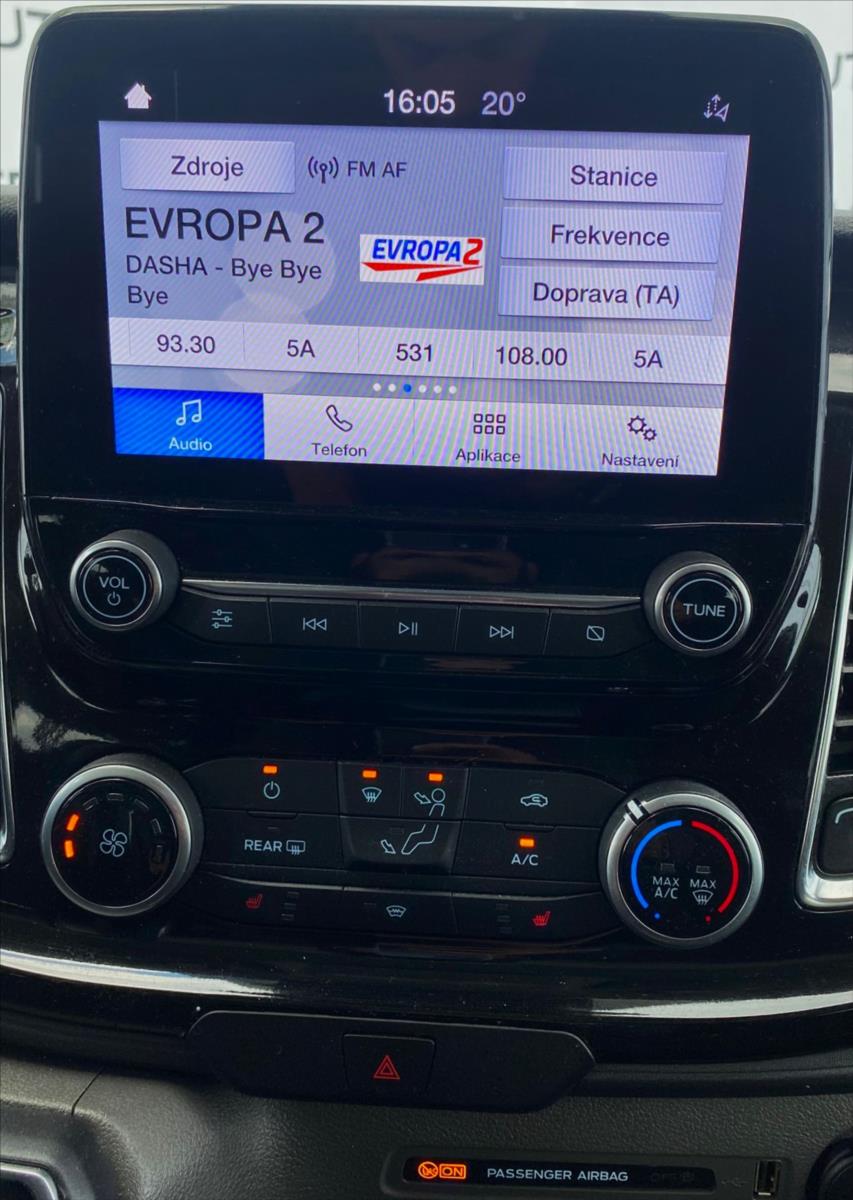 16:05 20°
Zdroje
FM AF
Stanice
EVROPA 2
EVROPA2
Frekvence
DASHA - Bye Bye
Bye
Doprava (TA)
93.30 5A 531 108.00 5A
Audio Telefon Aplikace Nastavení
VOL
TUNE
REAR
A/C
MAX MAX
A/C
ON PASSENGER AIRBAG